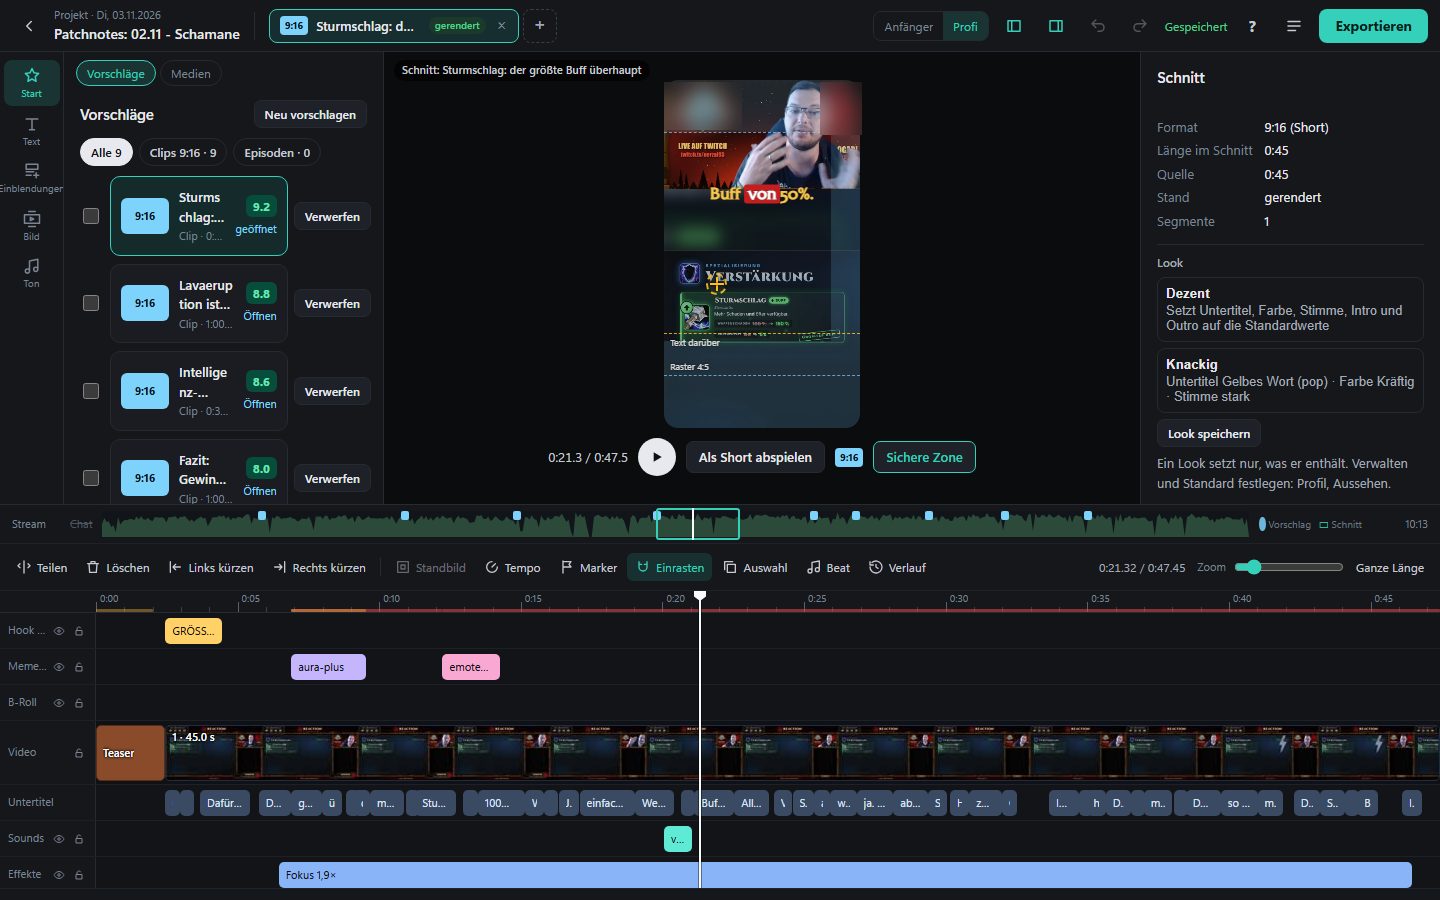 Projekt · Di, 03.11.2026
Patchnotes: 02.11 - Schamane
9:16 Sturmschlag: d... gerendert × +
Anfänger Profi
Gespeichert ? Exportieren
Start
Text
Einblendungen
Bild
Ton
Vorschläge Medien
Vorschläge Neu vorschlagen
Alle 9 Clips 9:16 · 9 Episoden · 0
9:16 Sturms
chlag:...
Clip · 0:...
9.2
geöffnet
Verwerfen
9:16 Lavaerup
tion ist...
Clip · 1:00...
8.8
Öffnen
Verwerfen
9:16 Intellige
nz-...
Clip · 0:3...
8.6
Öffnen
Verwerfen
9:16 Fazit:
Gewin...
Clip · 1:00...
8.0
Öffnen
Verwerfen
Schnitt: Sturmschlag: der größte Buff überhaupt
LIVE AUF TWITCH
Buff von 50%.
SPEZIALISIERUNG
VERSTÄRKUNG
STURMSCHLAG
Text darüber
Raster 4:5
0:21.3 / 0:47.5 Als Short abspielen 9:16 Sichere Zone
Schnitt
Format 9:16 (Short)
Länge im Schnitt 0:45
Quelle 0:45
Stand gerendert
Segmente 1
Look
Dezent
Setzt Untertitel, Farbe, Stimme, Intro und
Outro auf die Standardwerte
Knackig
Untertitel Gelbes Wort (pop) · Farbe Kräftig
· Stimme stark
Look speichern
Ein Look setzt nur, was er enthält. Verwalten
und Standard festlegen: Profil, Aussehen.
Stream Chat Vorschlag Schnitt 10:13
Teilen Löschen Links kürzen Rechts kürzen Standbild Tempo Marker Einrasten Auswahl Beat Verlauf 0:21.32 / 0:47.45 Zoom Ganze Länge
0:00 0:05 0:10 0:15 0:20 0:25 0:30 0:35 0:40 0:45
Hook ... GRÖSS...
Meme... aura-plus emote...
B-Roll
Video Teaser 1 · 45.0 s
Untertitel Dafür... D... g... ü m... Stu... 100... J. einfac... We... Buf... All... S. w.. ja. ... ab... S z... I... h D. m.. D... so ... m. D.. S.. B I.
Sounds v...
Effekte Fokus 1,9×